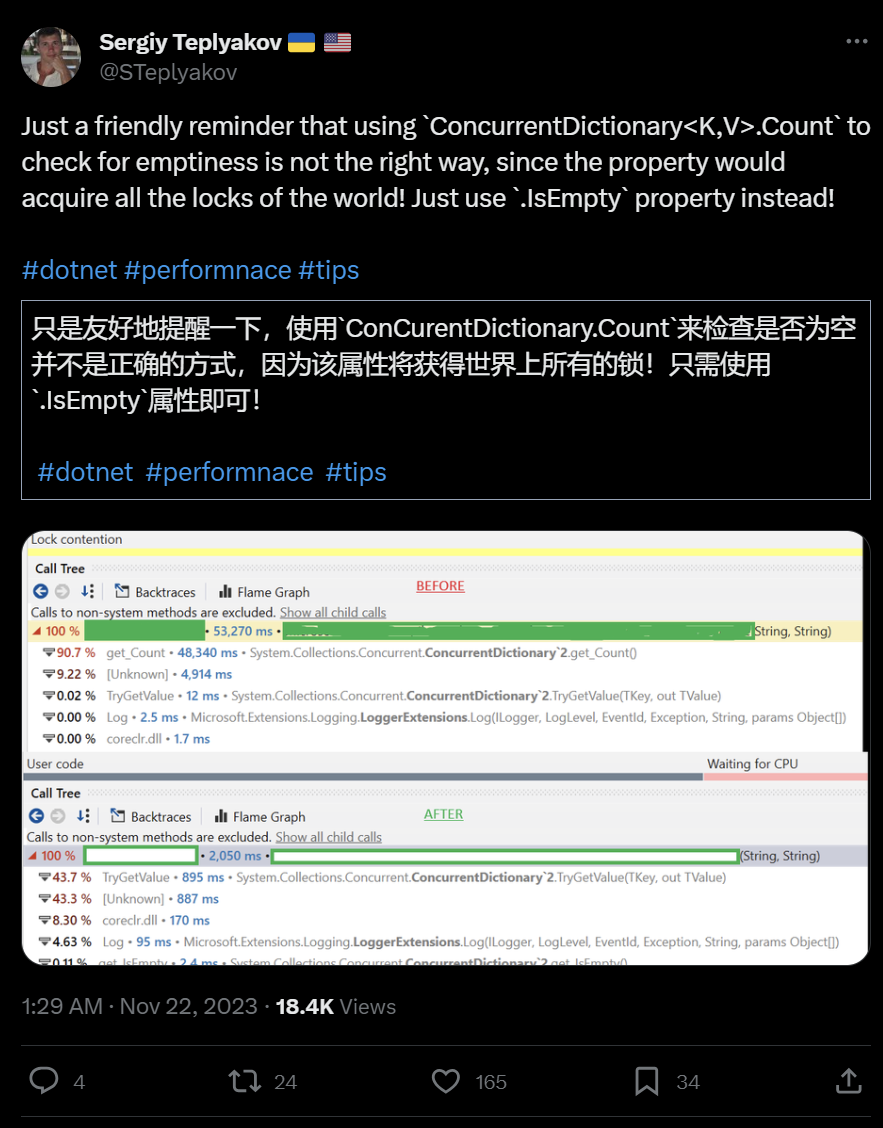 Sergiy Teplyakov
@STeplyakov
Just a friendly reminder that using `ConcurrentDictionary<K,V>.Count` to
check for emptiness is not the right way, since the property would
acquire all the locks of the world! Just use `.IsEmpty` property instead!
#dotnet #performnace #tips
只是友好地提醒一下，使用`ConCurentDictionary.Count`来检查是否为空
并不是正确的方式，因为该属性将获得世界上所有的锁！只需使用
`.IsEmpty`属性即可！
#dotnet #performnace #tips
Lock contention
Call Tree
Backtraces Flame Graph BEFORE
Calls to non-system methods are excluded. Show all child calls
100 % • 53,270 ms • String, String)
90.7 % get_Count • 48,340 ms • System.Collections.Concurrent.ConcurrentDictionary`2.get_Count()
9.22 % [Unknown] • 4,914 ms
0.02 % TryGetValue • 12 ms • System.Collections.Concurrent.ConcurrentDictionary`2.TryGetValue(TKey, out TValue)
0.00 % Log • 2.5 ms • Microsoft.Extensions.Logging.LoggerExtensions.Log(ILogger, LogLevel, EventId, Exception, String, params Object[])
0.00 % coreclr.dll • 1.7 ms
User code Waiting for CPU
Call Tree
Backtraces Flame Graph AFTER
Calls to non-system methods are excluded. Show all child calls
100 % • 2,050 ms • (String, String)
43.7 % TryGetValue • 895 ms • System.Collections.Concurrent.ConcurrentDictionary`2.TryGetValue(TKey, out TValue)
43.3 % [Unknown] • 887 ms
8.30 % coreclr.dll • 170 ms
4.63 % Log • 95 ms • Microsoft.Extensions.Logging.LoggerExtensions.Log(ILogger, LogLevel, EventId, Exception, String, params Object[])
0.11 % get_IsEmpty • 2.4 ms • System.Collections.Concurrent.ConcurrentDictionary`2.get_IsEmpty()
1:29 AM · Nov 22, 2023 · 18.4K Views
4 24 165 34